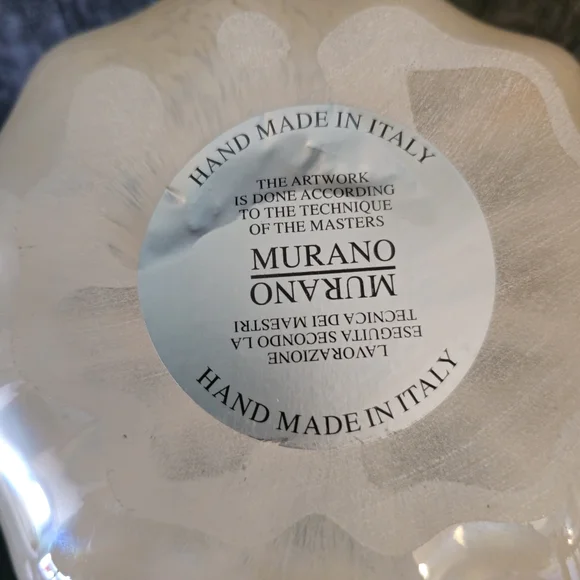 HAND MADE IN ITALY
THE ARTWORK
IS DONE ACCORDING
TO THE TECHNIQUE
OF THE MASTERS
MURANO
MURANO
LAVORAZIONE
ESEGUITA SECONDO LA
TECNICA DEI MAESTRI
HAND MADE IN ITALY